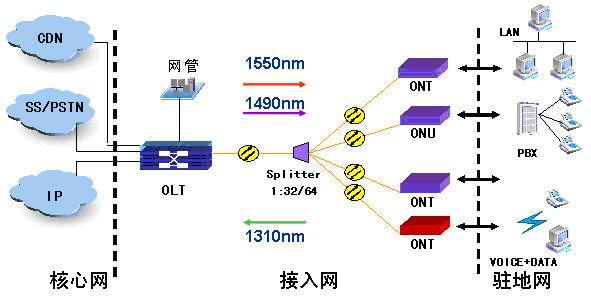 CDN
SS/PSTN
IP
网管
OLT
1550nm
1490nm
Splitter
1:32/64
1310nm
ONT
ONU
ONT
ONT
LAN
PBX
VOICE+DATA
核心网
接入网
驻地网